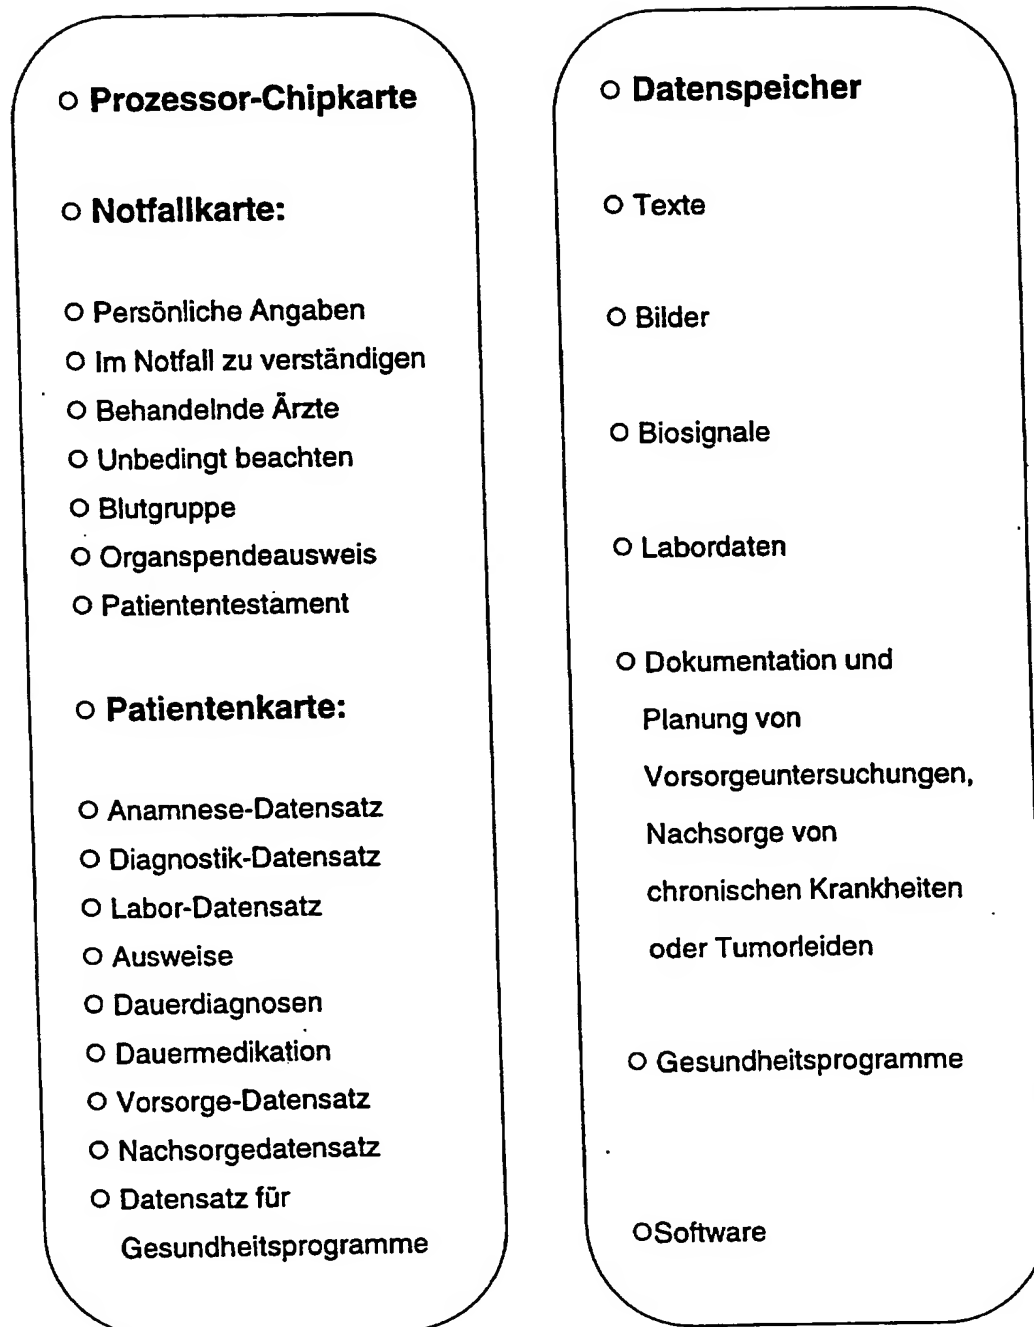 ○ Prozessor-Chipkarte
○ Notfallkarte:
○ Persönliche Angaben
○ Im Notfall zu verständigen
○ Behandelnde Ärzte
○ Unbedingt beachten
○ Blutgruppe
○ Organspendeausweis
○ Patiententestament
○ Patientenkarte:
○ Anamnese-Datensatz
○ Diagnostik-Datensatz
○ Labor-Datensatz
○ Ausweise
○ Dauerdiagnosen
○ Dauermedikation
○ Vorsorge-Datensatz
○ Nachsorgedatensatz
○ Datensatz für
Gesundheitsprogramme
○ Datenspeicher
○ Texte
○ Bilder
○ Biosignale
○ Labordaten
○ Dokumentation und
Planung von
Vorsorgeuntersuchungen,
Nachsorge von
chronischen Krankheiten
oder Tumorleiden
○ Gesundheitsprogramme
○Software